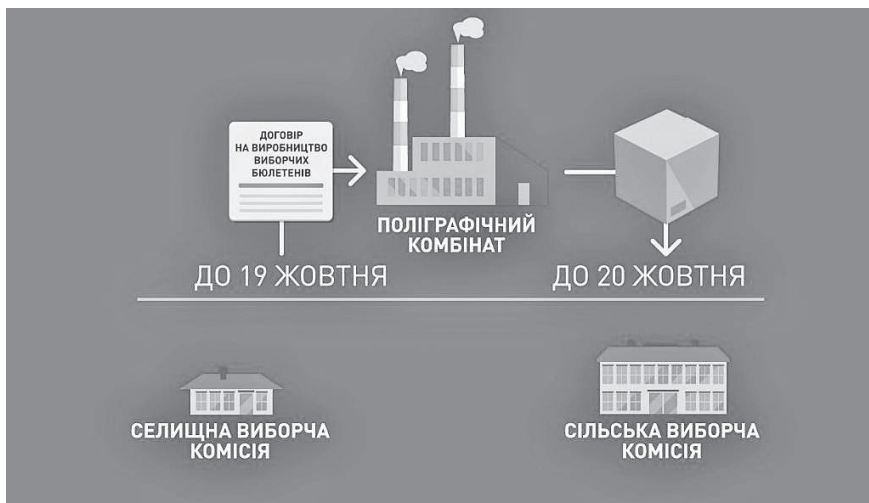 ДОГОВІР
НА ВИРОБНИЦТВО
ВИБОРЧИХ
БЮЛЕТЕНІВ
ПОЛІГРАФІЧНИЙ
КОМБІНАТ
ДО 19 ЖОВТНЯ
ДО 20 ЖОВТНЯ
СЕЛИЩНА ВИБОРЧА
КОМІСІЯ
СІЛЬСЬКА ВИБОРЧА
КОМІСІЯ